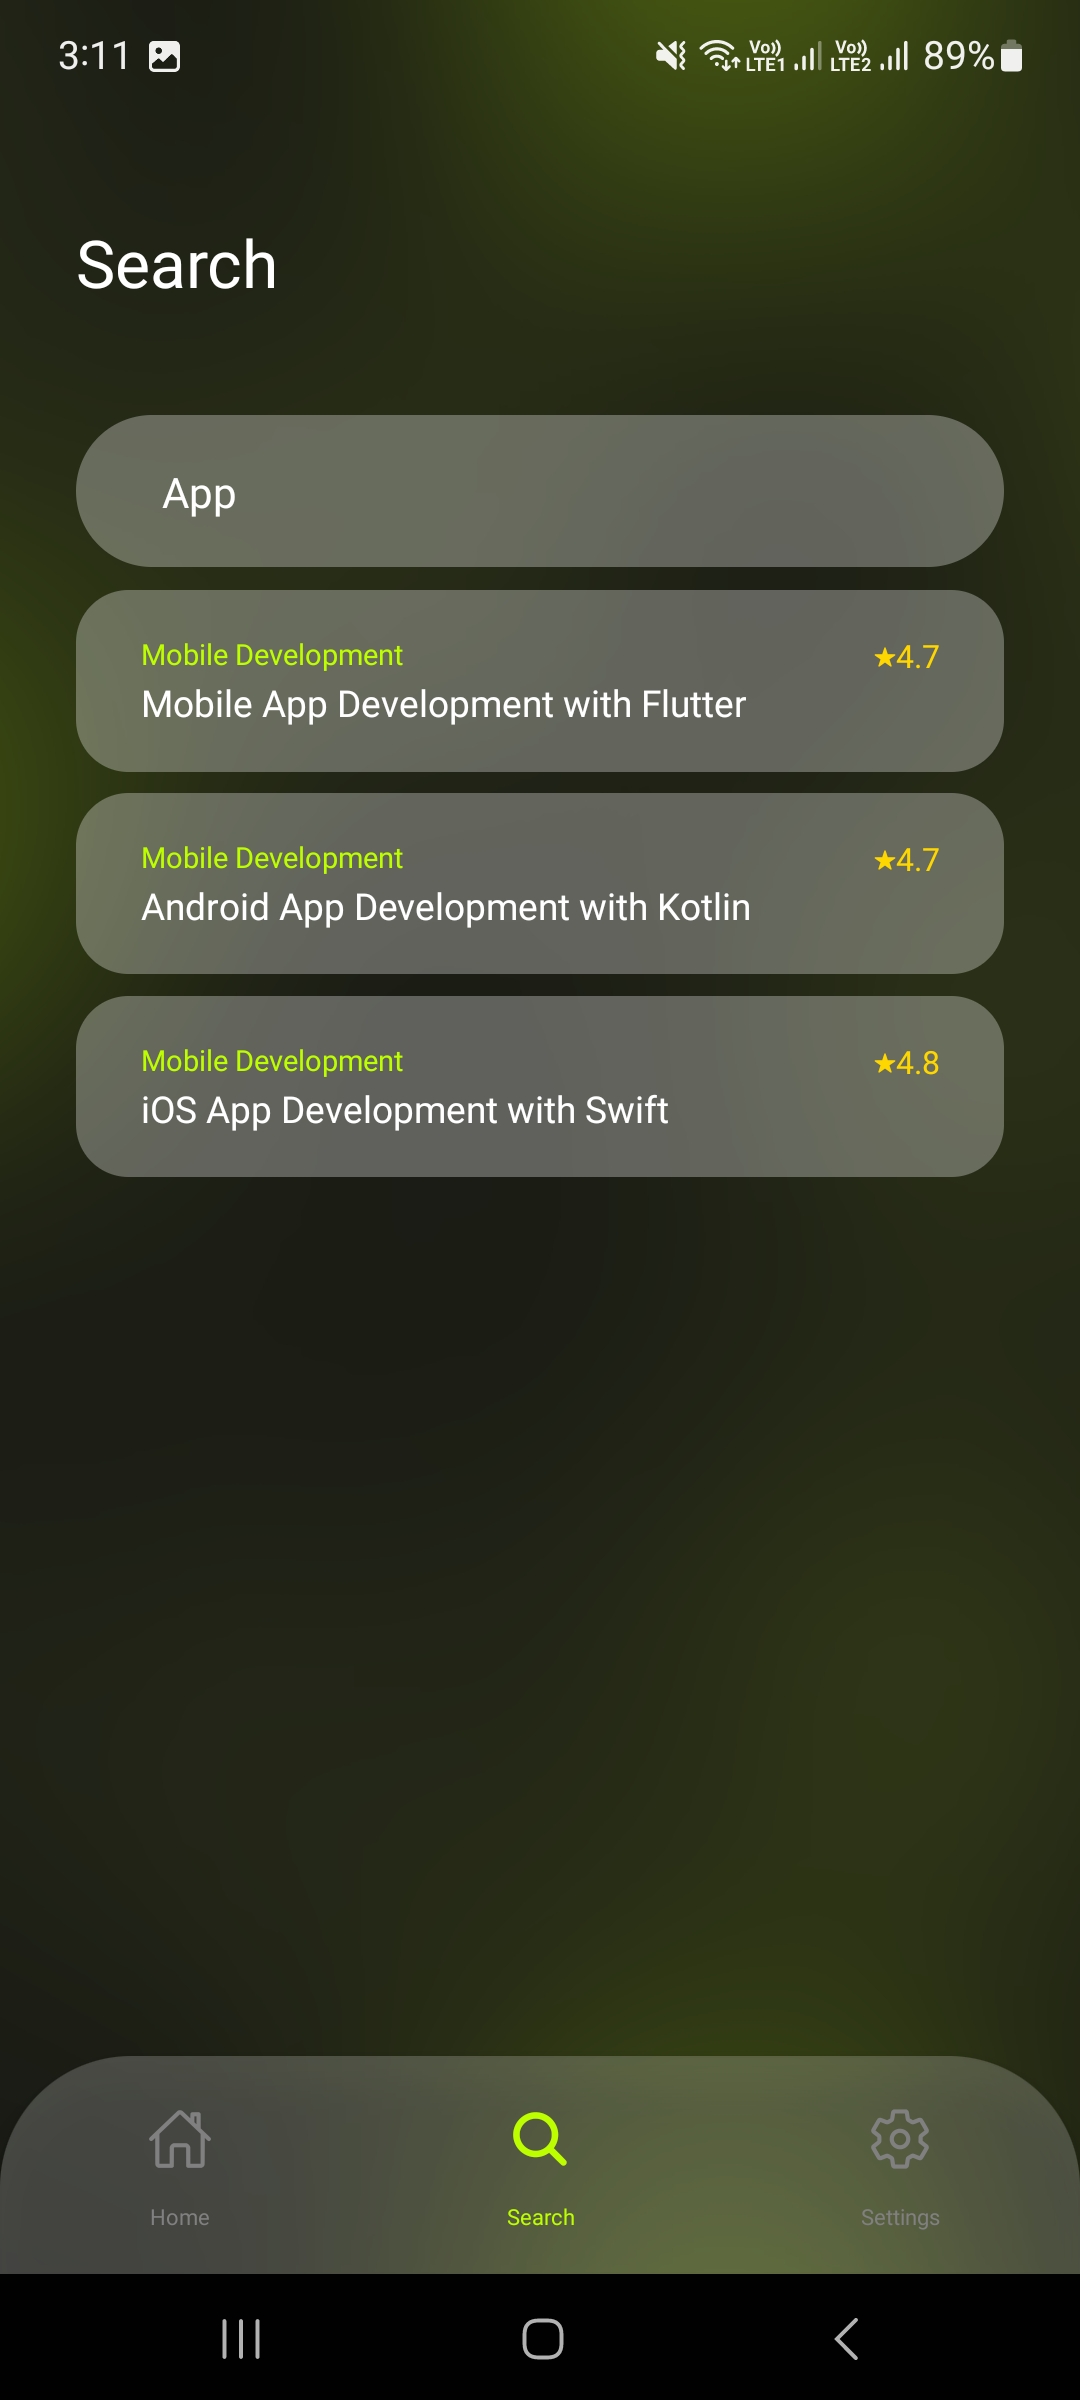 3:11
Vo)) LTE1 Vo)) LTE2 89%
Search
App
Mobile Development ★4.7
Mobile App Development with Flutter
Mobile Development ★4.7
Android App Development with Kotlin
Mobile Development ★4.8
iOS App Development with Swift
Home Search Settings